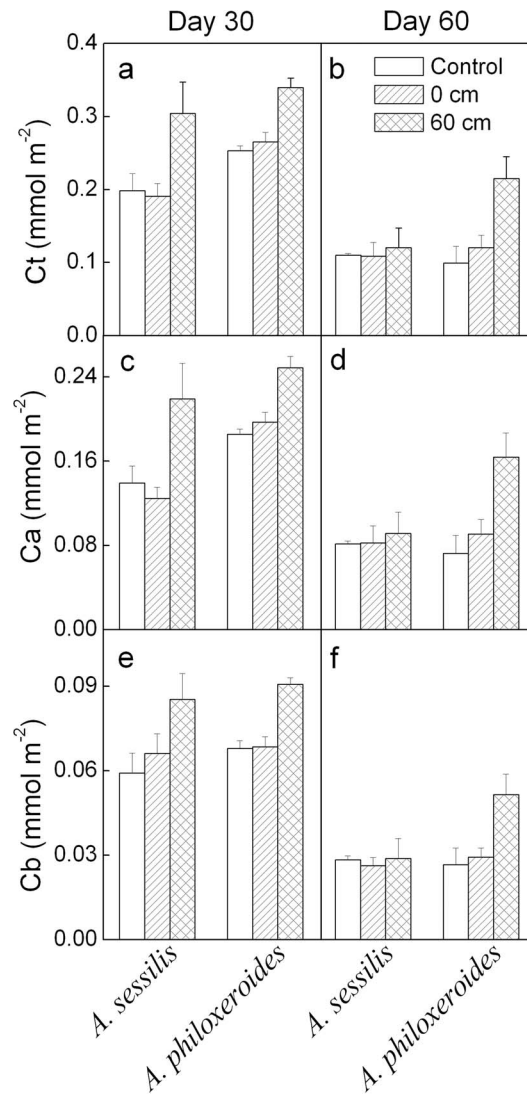 Day 30 Day 60
a
b
Control
0 cm
60 cm
0.4
0.3
0.2
0.1
0.0
Ct (mmol m⁻²)
c
d
0.24
0.16
0.08
0.00
Ca (mmol m⁻²)
e
f
0.09
0.06
0.03
0.00
Cb (mmol m⁻²)
A. sessilis
A. philoxeroides
A. sessilis
A. philoxeroides